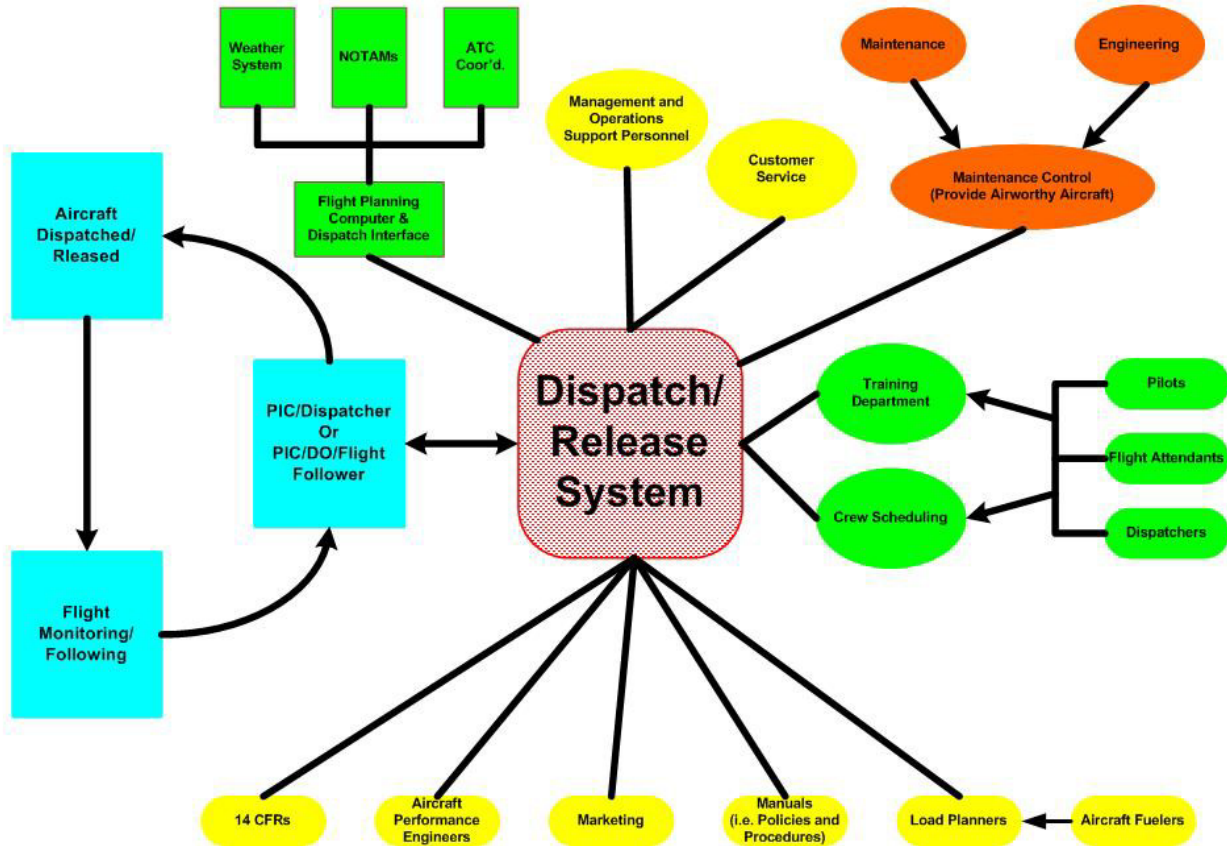 Weather
System
NOTAMs
ATC
Coor'd.
Maintenance
Engineering
Management and
Operations
Support Personnel
Customer
Service
Maintenance Control
(Provide Airworthy Aircraft)
Flight Planning
Computer &
Dispatch Interface
Aircraft
Dispatched/
Rleased
Dispatch/
Release
System
Training
Department
Pilots
PIC/Dispatcher
Or
PIC/DO/Flight
Follower
Flight Attendants
Crew Scheduling
Dispatchers
Flight
Monitoring/
Following
14 CFRs
Aircraft
Performance
Engineers
Marketing
Manuals
(i.e. Policies and
Procedures)
Load Planners
Aircraft Fuelers